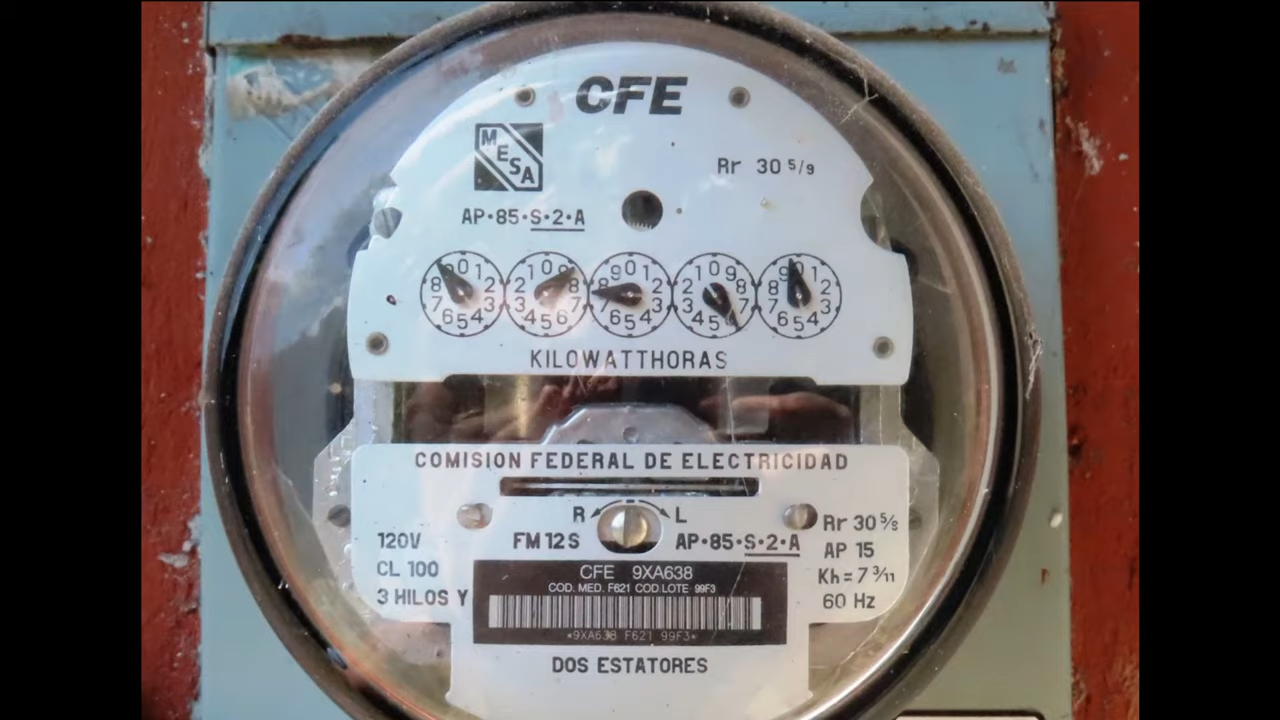 CFE
MESA
Rr 30 5/9
AP·85·S·2·A
KILOWATTHORAS
COMISION FEDERAL DE ELECTRICIDAD
R L
120V FM 12 S AP·85·S·2·A Rr 30 5/9
CL 100 AP 15
3 HILOS Y Kh = 7 3/11
60 Hz
CFE 9XA638
COD. MED. F621 COD.LOTE 99F3
*9XA638 F621 99F3*
DOS ESTATORES